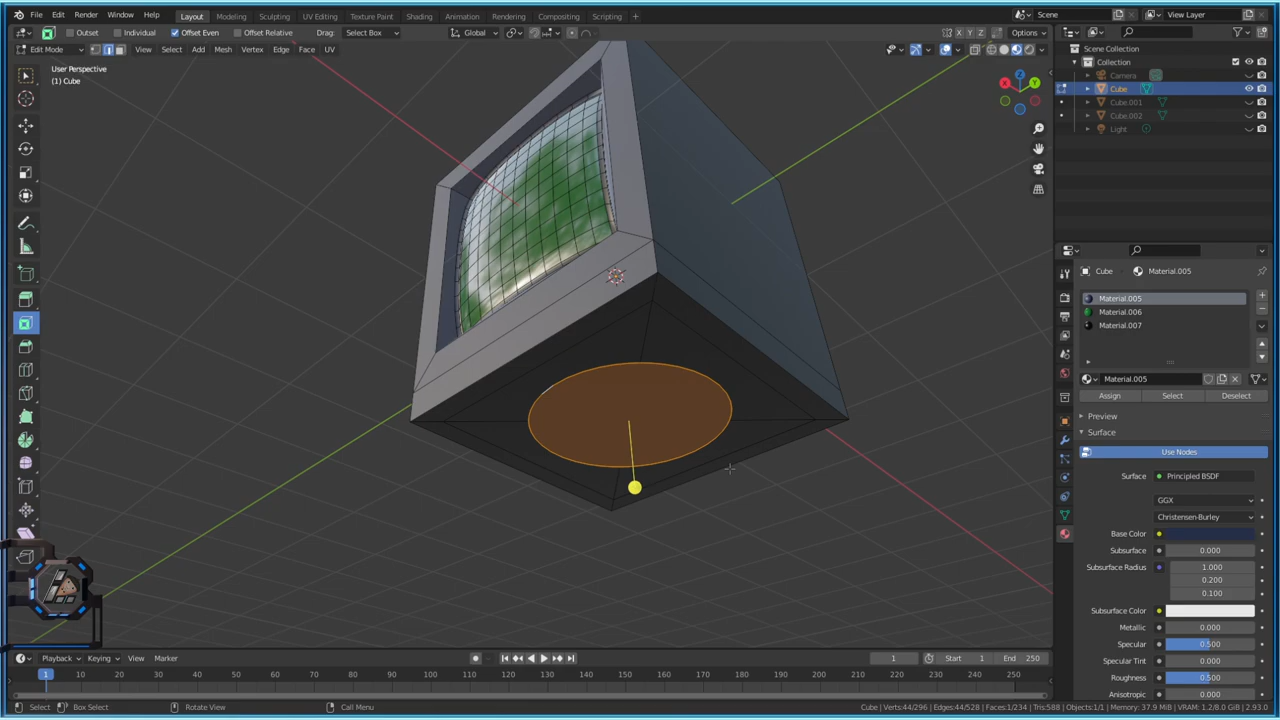 File Edit Render Window Help Layout Modeling Sculpting UV Editing Texture Paint Shading Animation Rendering Compositing Scripting Scene View Layer
Outset Individual Offset Even Offset Relative Drag: Select Box Global X Y Z Options
Edit Mode View Select Add Mesh Vertex Edge Face UV
User Perspective
(1) Cube
X Y Z
Scene Collection
Collection
Camera
Cube
Cube.001
Cube.002
Light
Cube Material.005
Material.005
Material.006
Material.007
Material.005
Assign Select Deselect
Preview
Surface
Use Nodes
Surface Principled BSDF
GGX
Christensen-Burley
Base Color
Subsurface 0.000
Subsurface Radius 1.000
0.200
0.100
Subsurface Color
Metallic 0.000
Specular 0.500
Specular Tint 0.000
Roughness 0.500
Anisotropic 0.000
Playback Keying View Marker 1 Start 1 End 250
1 10 20 30 40 50 60 70 80 90 100 110 120 130 140 150 160 170 180 190 200 210 220 230 240 250
Select Box Select Rotate View Call Menu Cube | Verts:44/296 | Edges:44/528 | Faces:1/234 | Tris:588 | Objects:1/1 | Memory: 37.9 MiB | VRAM: 1.2/8.0 GiB | 2.93.0